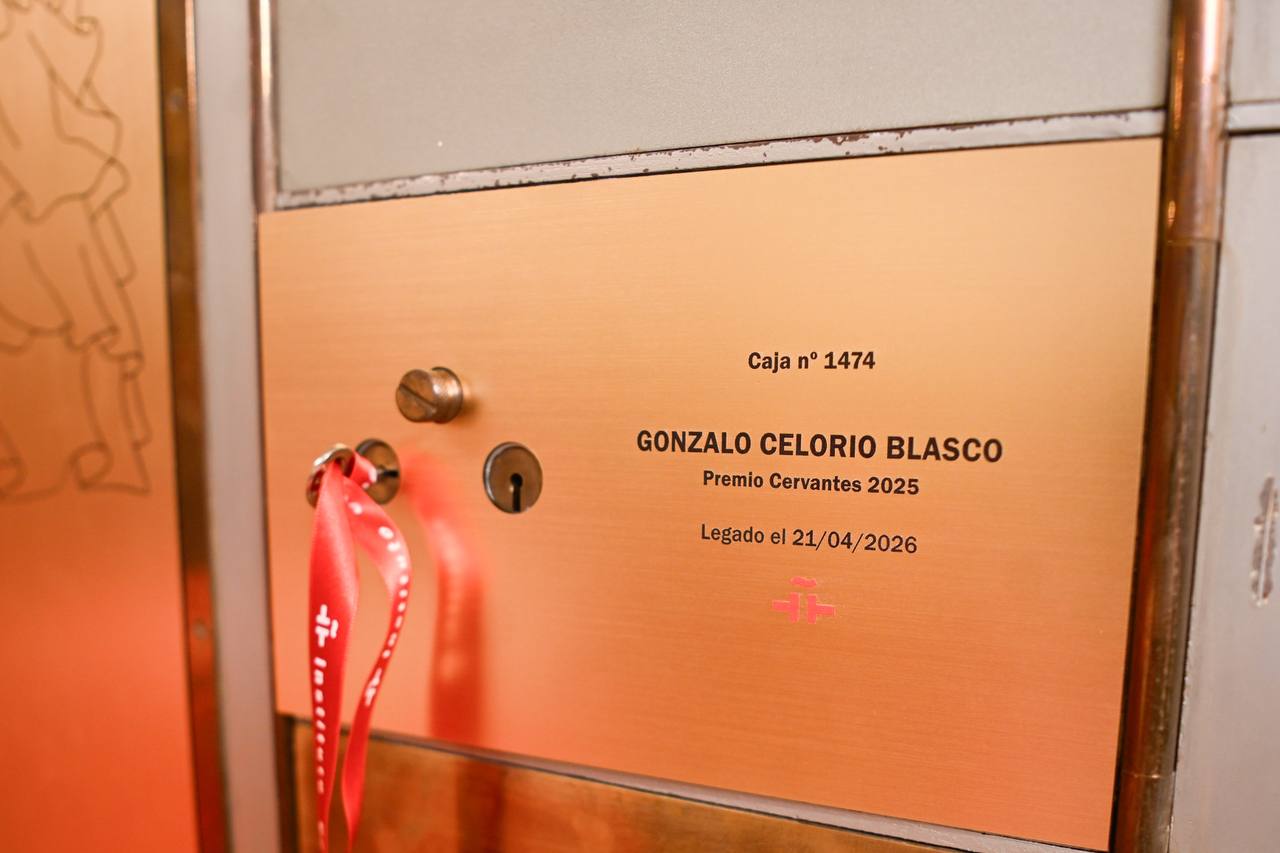 Caja nº 1474
GONZALO CELORIO BLASCO
Premio Cervantes 2025
Legado el 21/04/2026